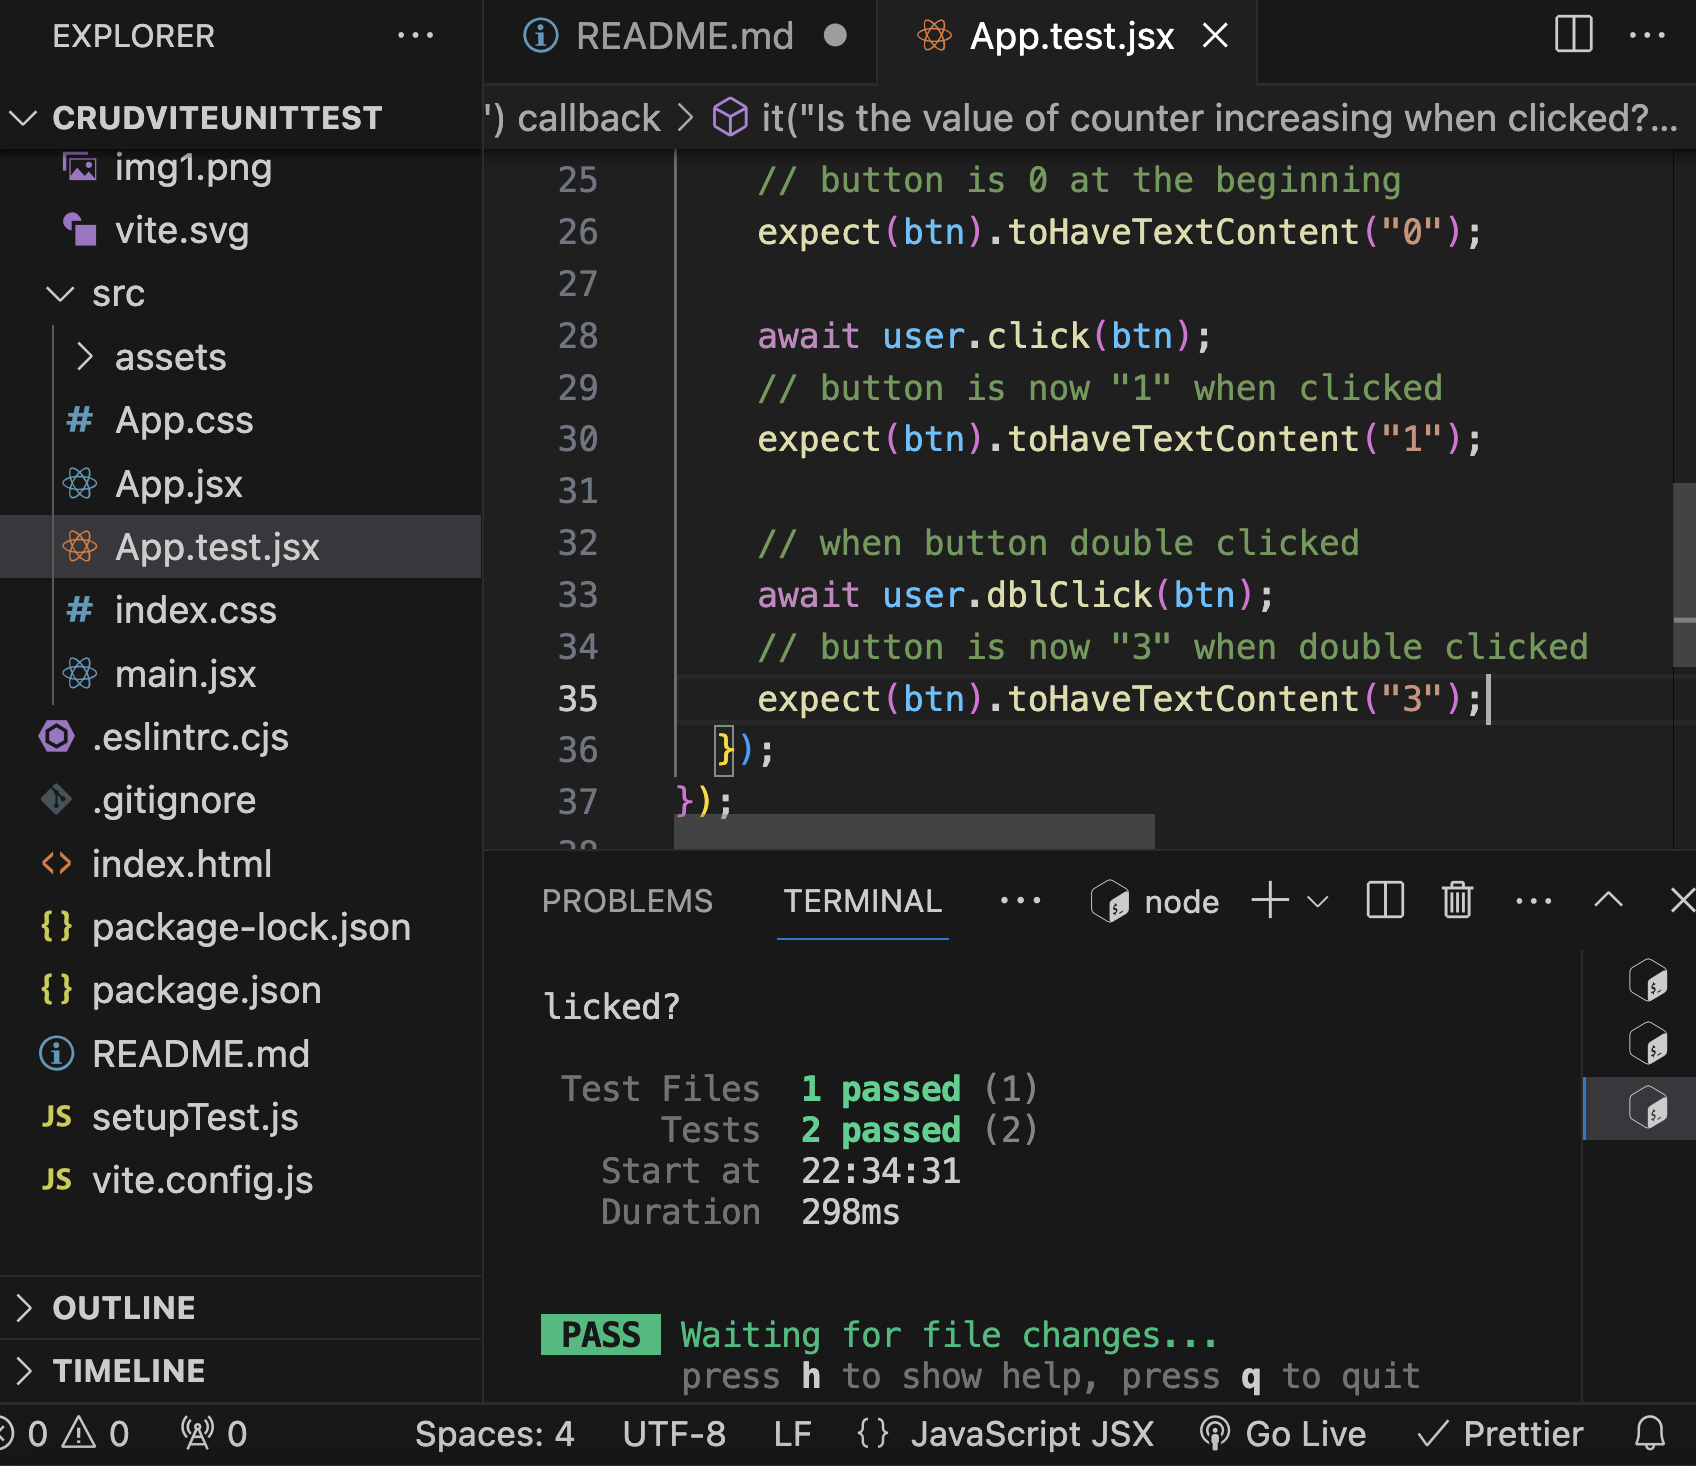 EXPLORER
CRUDVITEUNITTEST
img1.png
vite.svg
src
assets
App.css
App.jsx
App.test.jsx
index.css
main.jsx
.eslintrc.cjs
.gitignore
index.html
package-lock.json
package.json
README.md
setupTest.js
vite.config.js
OUTLINE
TIMELINE
README.md
App.test.jsx
') callback > it("Is the value of counter increasing when clicked?...
25 // button is 0 at the beginning
26 expect(btn).toHaveTextContent("0");
27
28 await user.click(btn);
29 // button is now "1" when clicked
30 expect(btn).toHaveTextContent("1");
31
32 // when button double clicked
33 await user.dblClick(btn);
34 // button is now "3" when double clicked
35 expect(btn).toHaveTextContent("3");
36 });
37 });
PROBLEMS TERMINAL ... node
licked?
Test Files 1 passed (1)
Tests 2 passed (2)
Start at 22:34:31
Duration 298ms
PASS Waiting for file changes...
press h to show help, press q to quit
0 0 0 Spaces: 4 UTF-8 LF {} JavaScript JSX Go Live Prettier